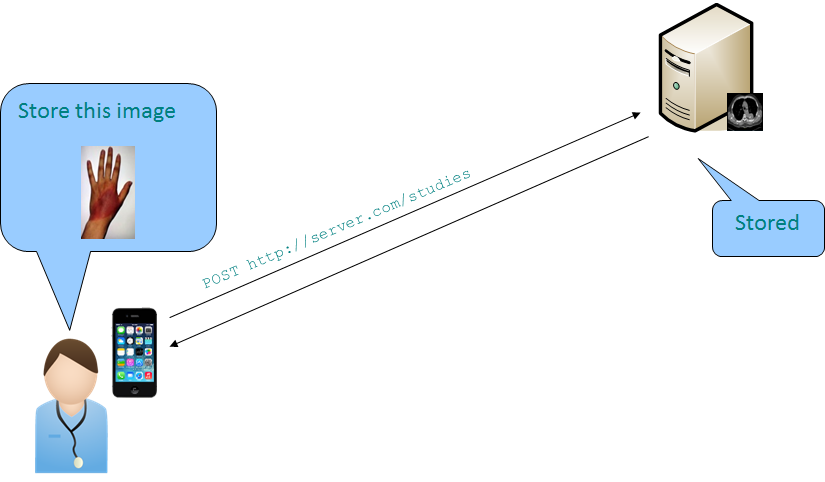 Store this image
POST http://server.com/studies
Stored